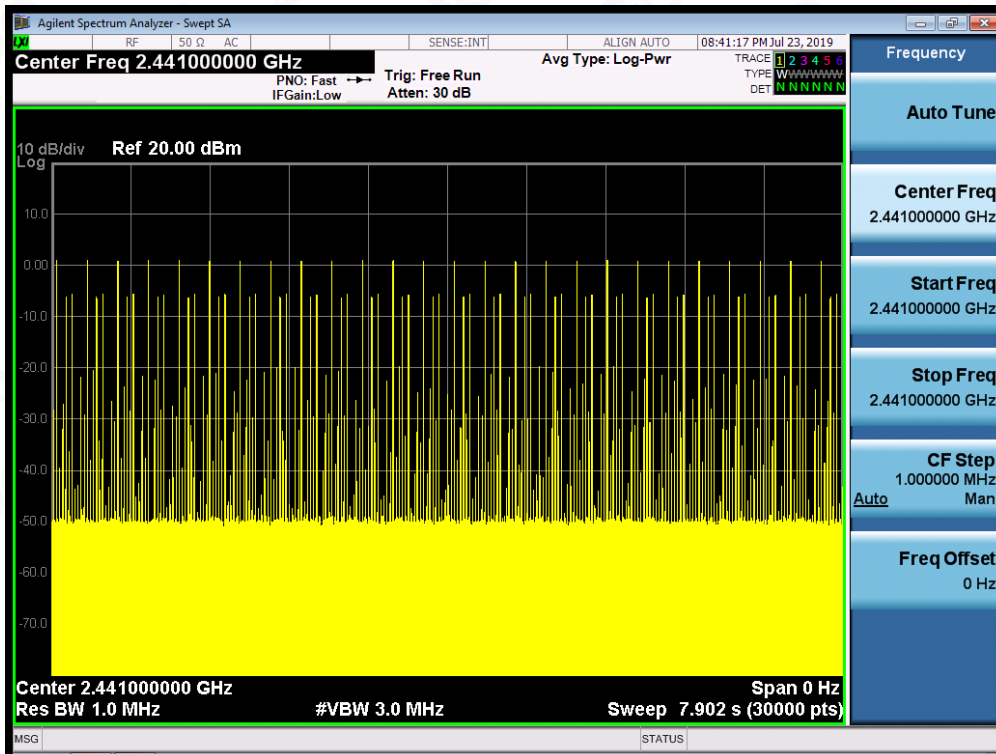 Agilent Spectrum Analyzer - Swept SA
LXI RF 50 Ω AC SENSE:INT ALIGN AUTO 08:41:17 PM Jul 23, 2019
Center Freq 2.441000000 GHz
Avg Type: Log-Pwr
TRACE 1 2 3 4 5 6
PNO: Fast
Trig: Free Run
TYPE WWWWWWW
IFGain:Low
Atten: 30 dB
DET N N N N N N
10 dB/div Ref 20.00 dBm
Log
10.0
0.00
-10.0
-20.0
-30.0
-40.0
-50.0
-60.0
-70.0
Center 2.441000000 GHz Span 0 Hz
Res BW 1.0 MHz #VBW 3.0 MHz Sweep 7.902 s (30000 pts)
MSG STATUS
Frequency
Auto Tune
Center Freq
2.441000000 GHz
Start Freq
2.441000000 GHz
Stop Freq
2.441000000 GHz
CF Step
1.000000 MHz
Auto Man
Freq Offset
0 Hz